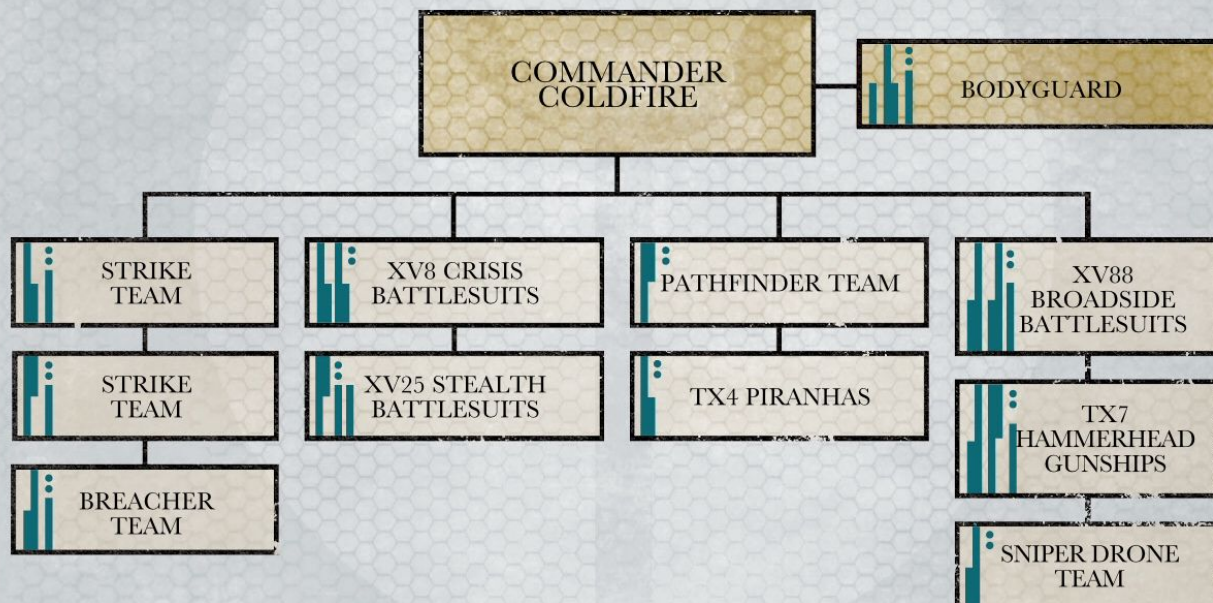 COMMANDER
COLDFIRE
BODYGUARD
STRIKE
TEAM
STRIKE
TEAM
BREACHER
TEAM
XV8 CRISIS
BATTLESUITS
XV25 STEALTH
BATTLESUITS
PATHFINDER TEAM
TX4 PIRANHAS
XV88
BROADSIDE
BATTLESUITS
TX7
HAMMERHEAD
GUNSHIPS
SNIPER DRONE
TEAM